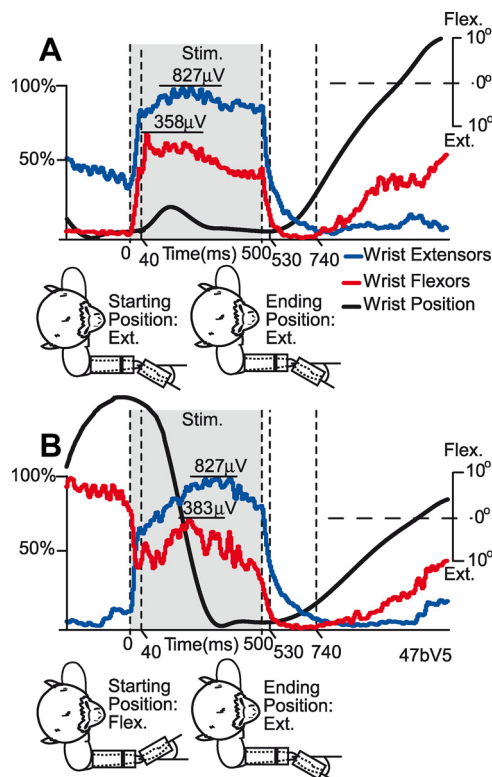 A
Stim.
Flex.
10°
827µV
100%
-0°
358µV
50%
10°
Ext.
0
40
Time(ms)
500
530
740
Wrist Extensors
Wrist Flexors
Wrist Position
Starting
Position:
Ext.
Ending
Position:
Ext.
B
Stim.
Flex.
10°
827µV
100%
383µV
-0°
50%
10°
Ext.
0
40
Time(ms)
500
530
740
47bV5
Starting
Position:
Flex.
Ending
Position:
Ext.